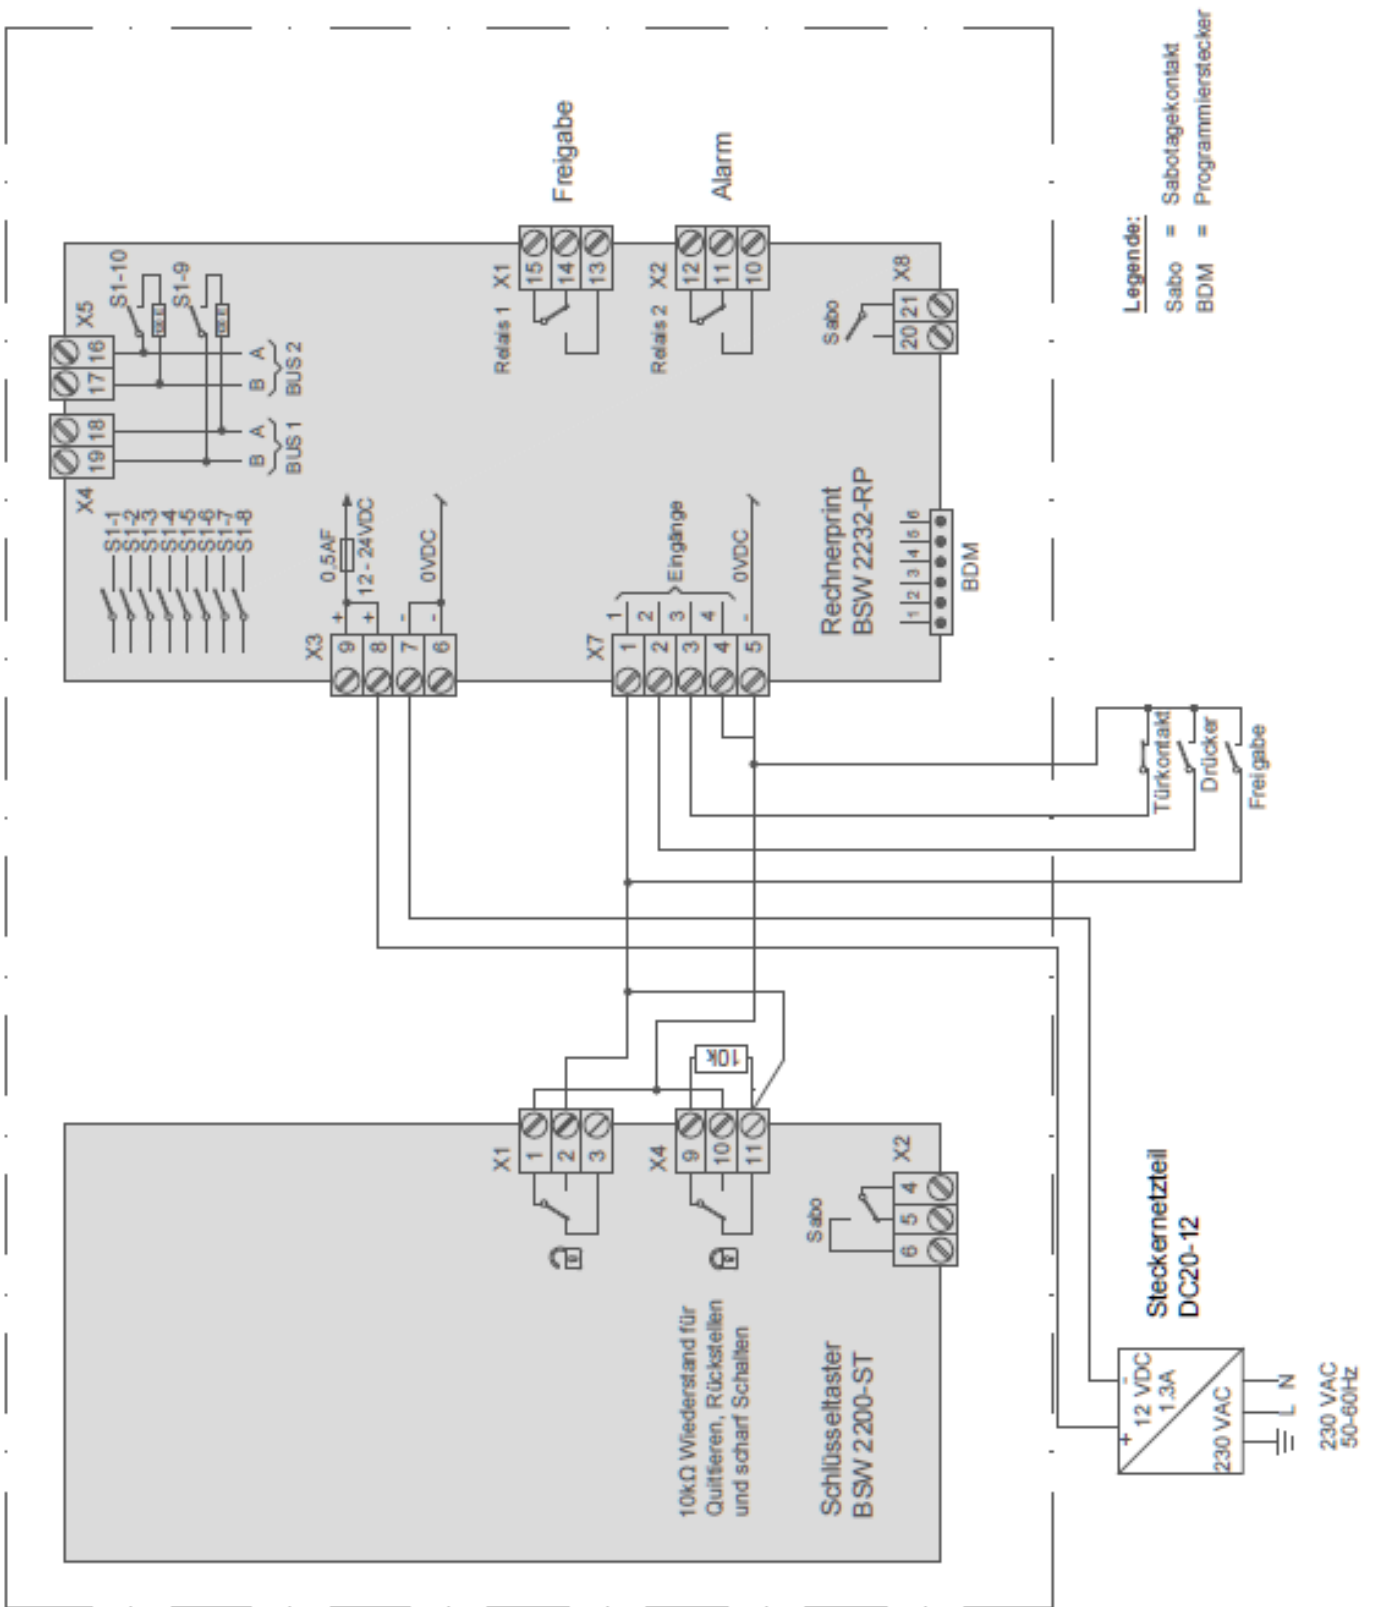 X4
X5
19
18
17
16
S1-10
S1-9
B
A
B
A
BUS 1
BUS 2
S1-1
S1-2
S1-3
S1-4
S1-5
S1-6
S1-7
S1-8
X3
9
+
0,5AF
8
+
12 - 24VDC
7
-
6
-
0VDC
X7
1
1
2
2
3
3
4
4
Eingänge
5
-
0VDC
Relais 1
X1
15
14
13
Freigabe
Relais 2
X2
12
11
10
Alarm
Sabo
X8
20
21
Rechnerprint
BSW 2232-RP
1
2
3
4
5
6
BDM
Türkontakt
Drücker
Freigabe
Legende:
Sabo = Sabotagekontakt
BDM = Programmierstecker
X1
1
2
3
X4
9
10
11
10k
Sabo
X2
6
5
4
10kΩ Wiederstand für
Quittieren, Rückstellen
und scharf Schalten
Schlüsseltaster
BSW 2200-ST
+
-
12 VDC
1.3A
230 VAC
Steckernetzteil
DC20-12
L
N
230 VAC
50-60Hz